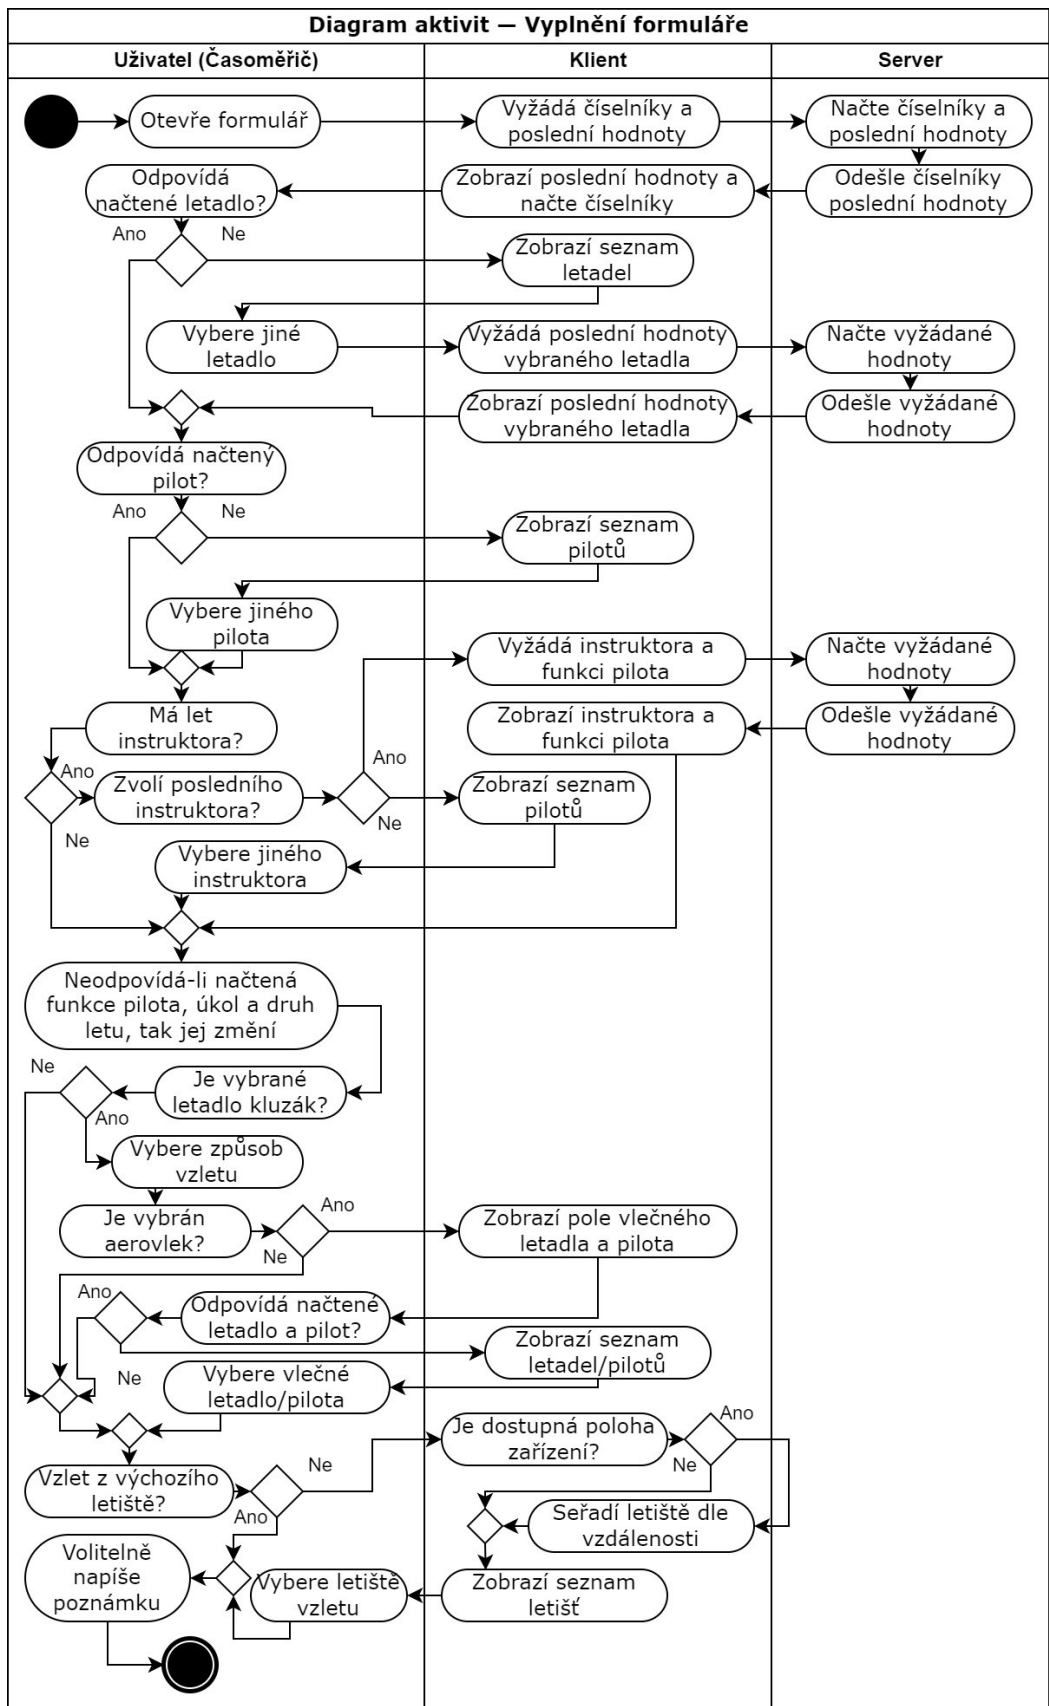 Diagram aktivit — Vyplnění formuláře
Uživatel (Časoměřič)
Klient
Server
Otevře formulář
Vyžádá číselníky a
poslední hodnoty
Načte číselníky a
poslední hodnoty
Odpovídá
načtené letadlo?
Zobrazí poslední hodnoty a
načte číselníky
Odešle číselníky
poslední hodnoty
Ano
Ne
Zobrazí seznam
letadel
Vybere jiné
letadlo
Vyžádá poslední hodnoty
vybraného letadla
Načte vyžádané
hodnoty
Zobrazí poslední hodnoty
vybraného letadla
Odešle vyžádané
hodnoty
Odpovídá načtený
pilot?
Ano
Ne
Zobrazí seznam
pilotů
Vybere jiného
pilota
Vyžádá instruktora a
funkci pilota
Načte vyžádané
hodnoty
Má let
instruktora?
Zobrazí instruktora a
funkci pilota
Odešle vyžádané
hodnoty
Ano
Zvolí posledního
instruktora?
Ano
Zobrazí seznam
pilotů
Ne
Ne
Vybere jiného
instruktora
Neodpovídá-li načtená
funkce pilota, úkol a druh
letu, tak jej změní
Ne
Je vybrané
letadlo kluzák?
Ano
Vybere způsob
vzletu
Je vybrán
aerovlek?
Ano
Ne
Zobrazí pole vlečného
letadla a pilota
Ano
Odpovídá načtené
letadlo a pilot?
Zobrazí seznam
letadel/pilotů
Ne
Vybere vlečné
letadlo/pilota
Je dostupná poloha
zařízení?
Ano
Ne
Vzlet z výchozího
letiště?
Ne
Ano
Seřadí letiště dle
vzdálenosti
Volitelně
napíše
poznámku
Vybere letiště
vzletu
Zobrazí seznam
letišť